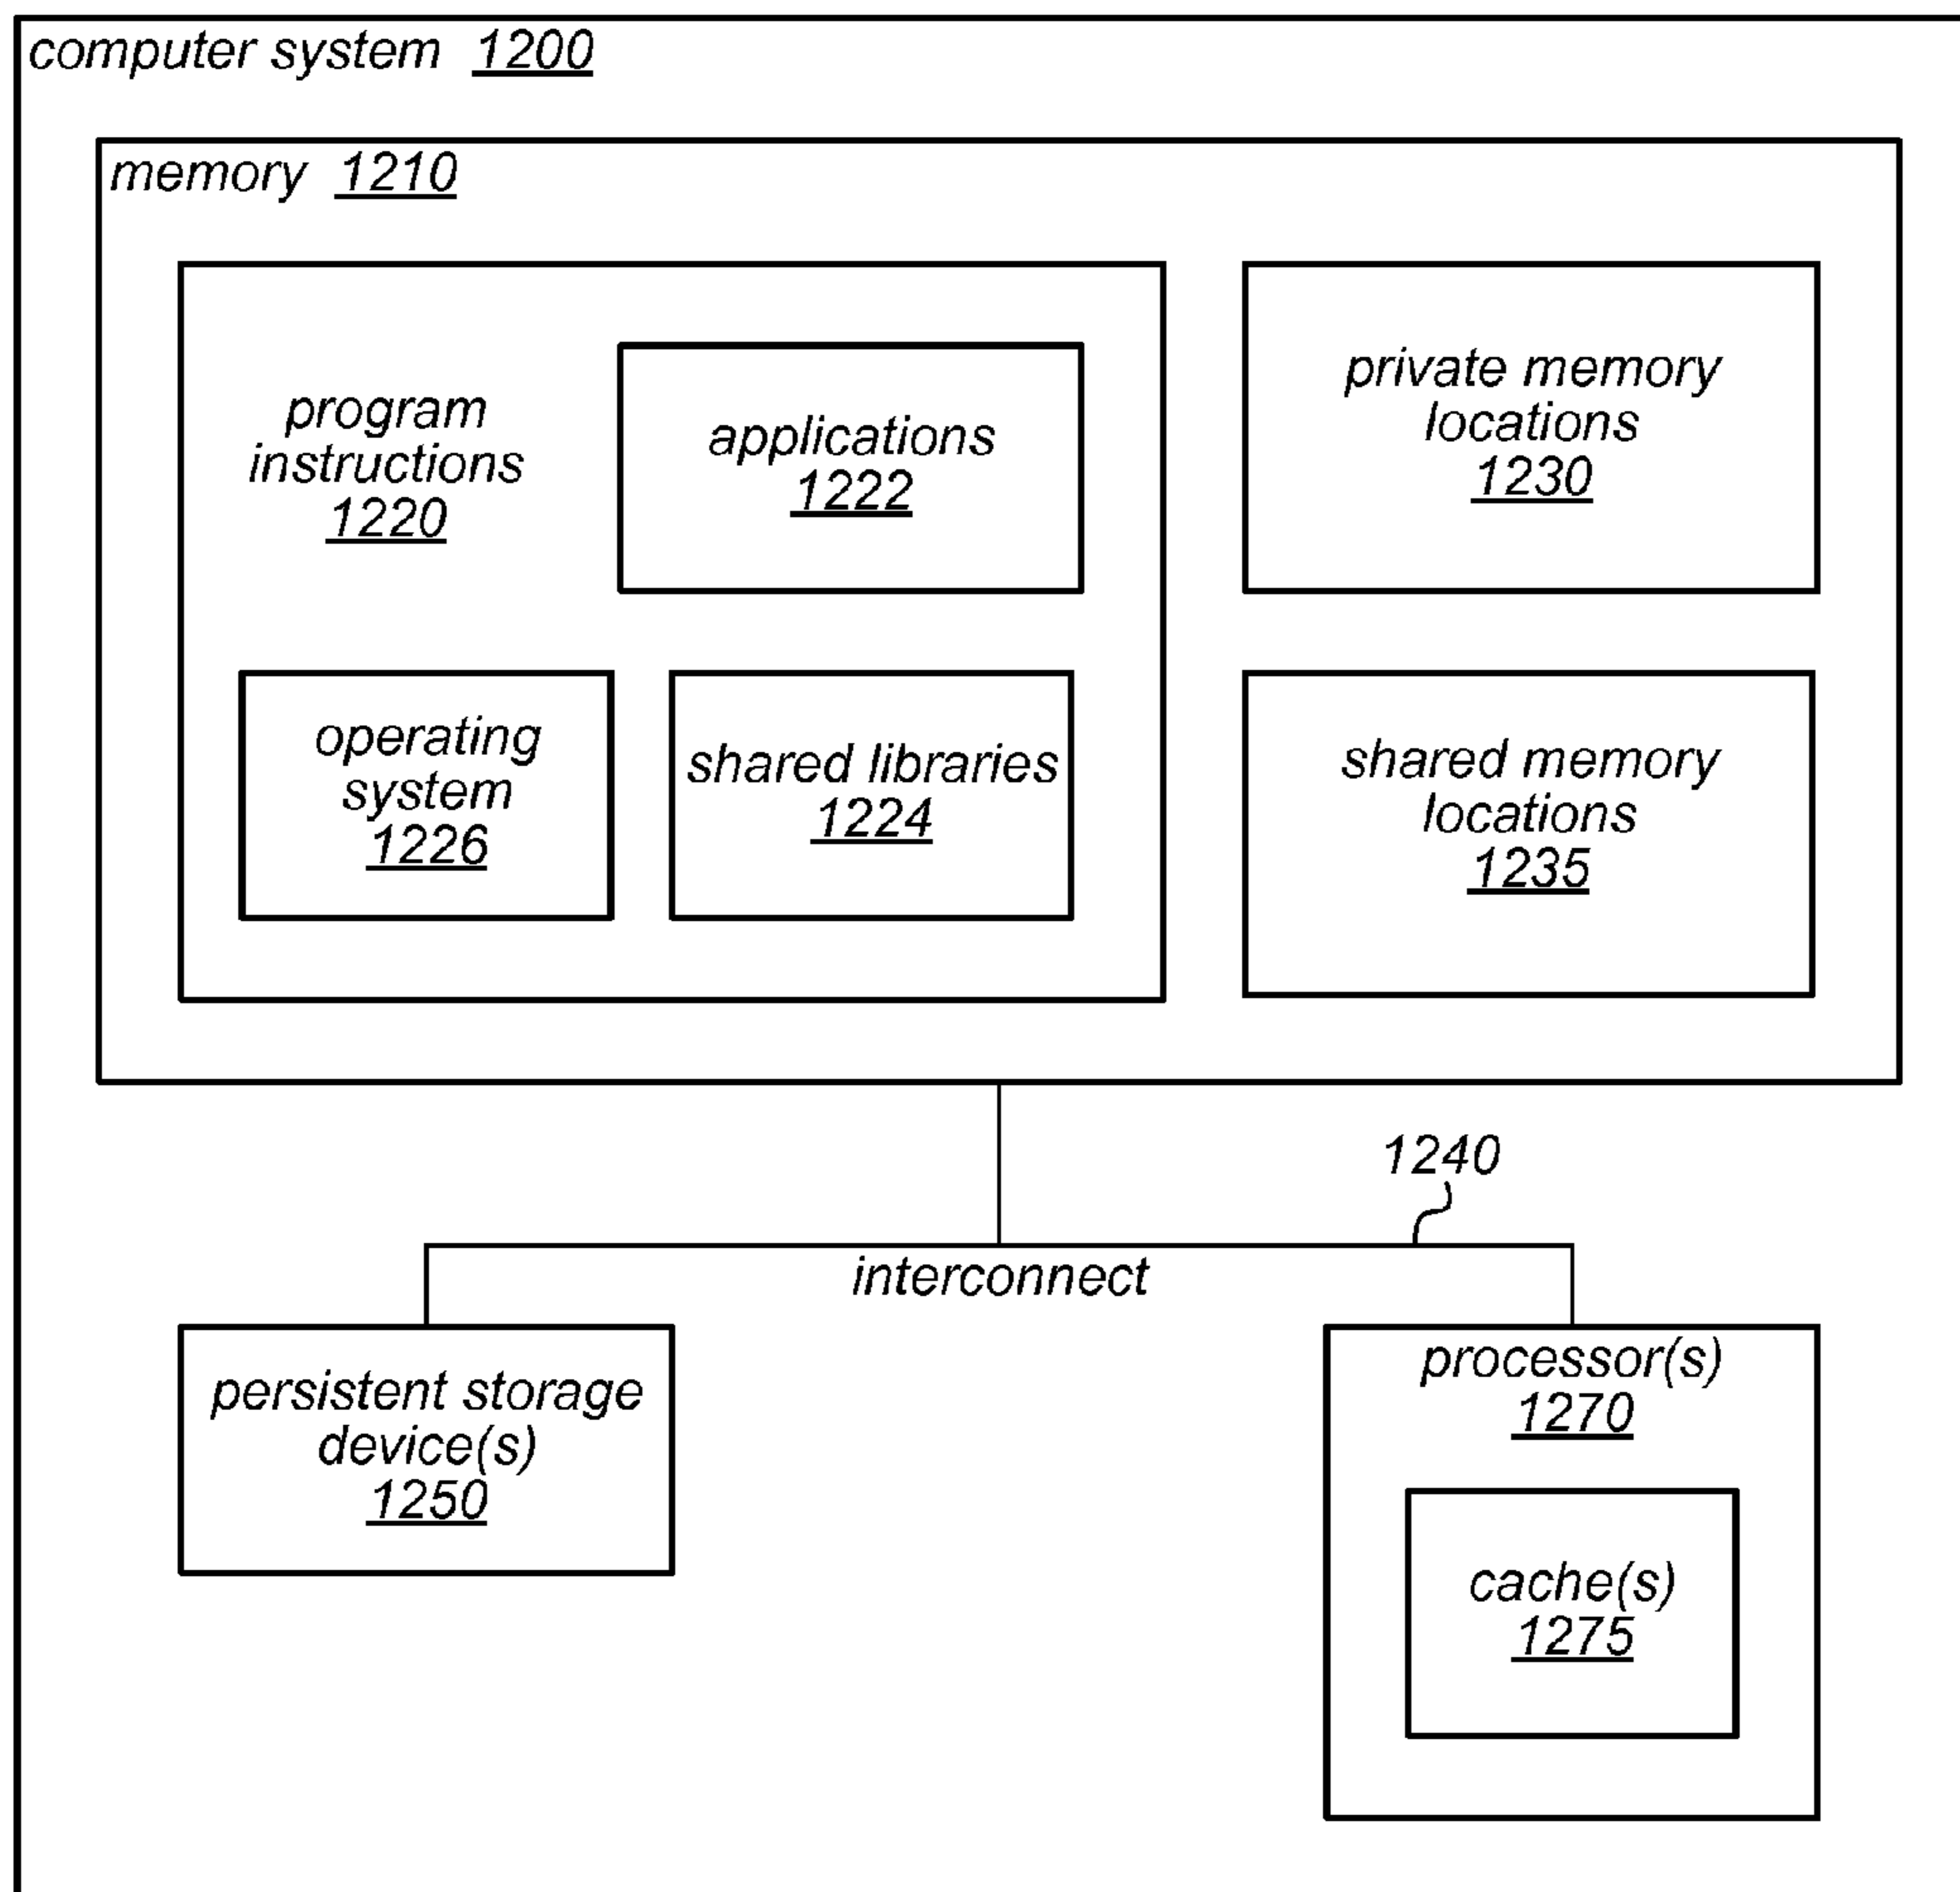 computer system 1200
memory 1210
program
instructions
1220
applications
1222
private memory
locations
1230
operating
system
1226
shared libraries
1224
shared memory
locations
1235
1240
interconnect
persistent storage
device(s)
1250
processor(s)
1270
cache(s)
1275